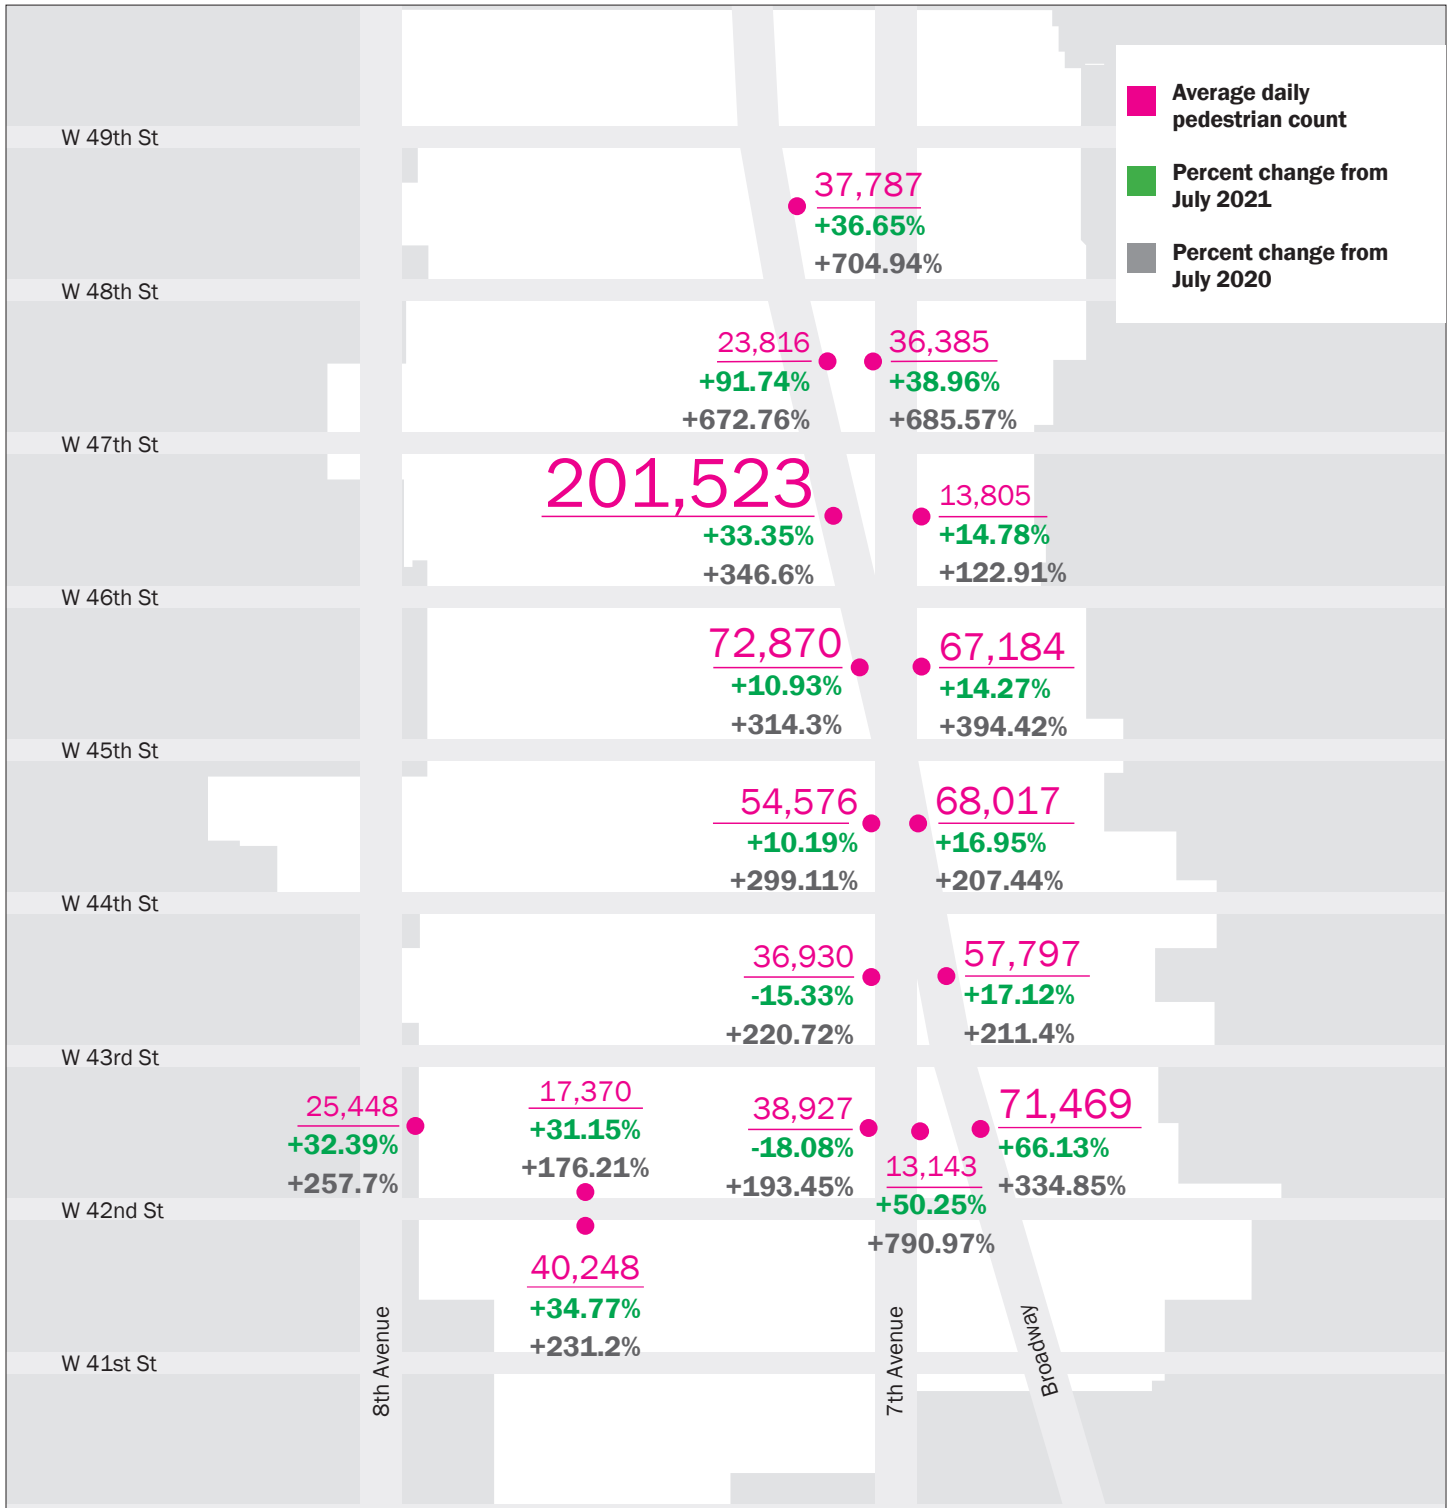 Average daily
pedestrian count
Percent change from
July 2021
Percent change from
July 2020
W 49th St
37,787
+36.65%
+704.94%
W 48th St
23,816
+91.74%
+672.76%
36,385
+38.96%
+685.57%
W 47th St
201,523
+33.35%
+346.6%
13,805
+14.78%
+122.91%
W 46th St
72,870
+10.93%
+314.3%
67,184
+14.27%
+394.42%
W 45th St
54,576
+10.19%
+299.11%
68,017
+16.95%
+207.44%
W 44th St
36,930
-15.33%
+220.72%
57,797
+17.12%
+211.4%
W 43rd St
25,448
+32.39%
+257.7%
17,370
+31.15%
+176.21%
38,927
-18.08%
+193.45%
13,143
+50.25%
+790.97%
71,469
+66.13%
+334.85%
W 42nd St
40,248
+34.77%
+231.2%
W 41st St
8th Avenue
7th Avenue
Broadway